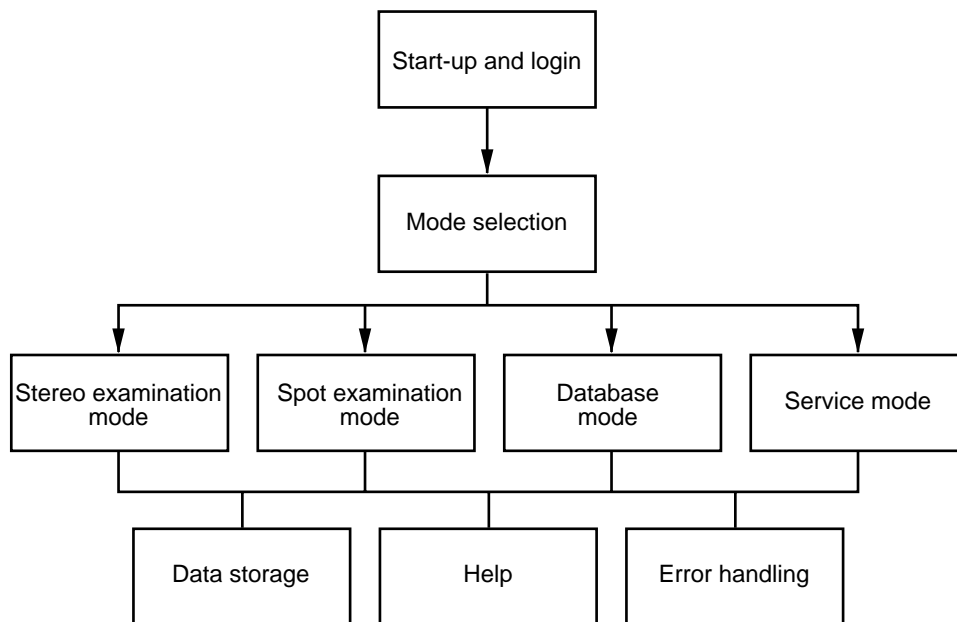 Start-up and login
Mode selection
Stereo examination
mode
Spot examination
mode
Database
mode
Service mode
Data storage
Help
Error handling